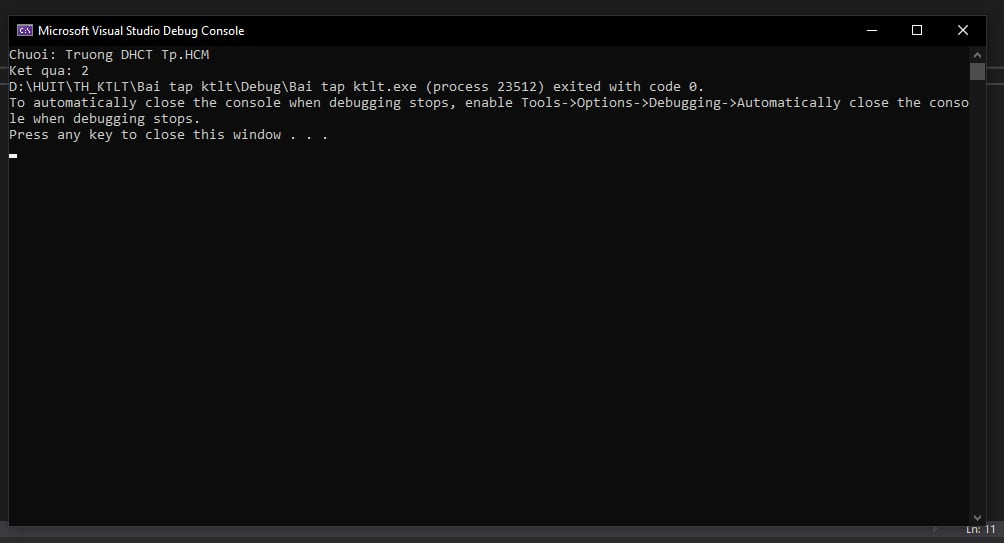 Microsoft Visual Studio Debug Console
Chuoi: Truong DHCT Tp.HCM
Ket qua: 2
D:\HUIT\TH_KTLT\Bai tap ktlt\Debug\Bai tap ktlt.exe (process 23512) exited with code 0.
To automatically close the console when debugging stops, enable Tools->Options->Debugging->Automatically close the conso
le when debugging stops.
Press any key to close this window . . .
Ln: 11